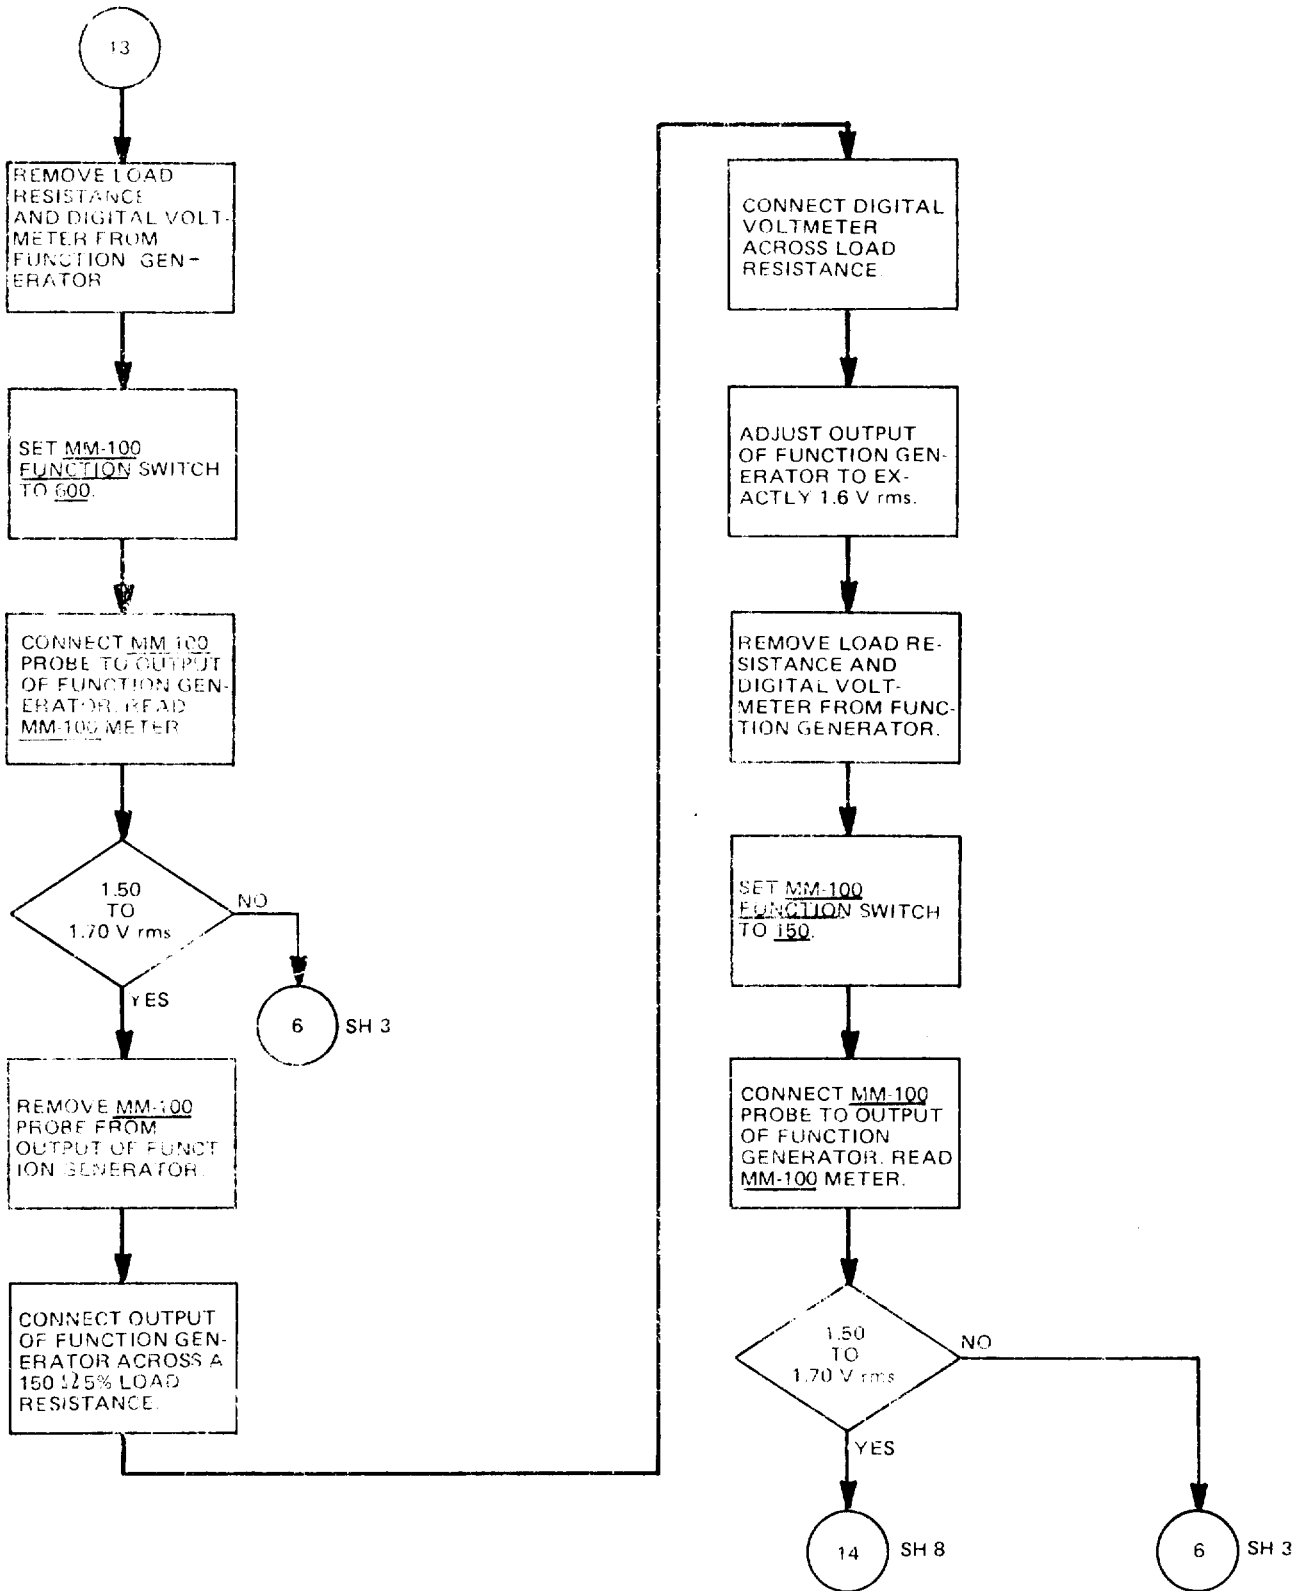 13
REMOVE LOAD
RESISTANCE
AND DIGITAL VOLT-
METER FROM
FUNCTION GEN-
ERATOR
SET MM-100
FUNCTION SWITCH
TO 600.
CONNECT MM 100
PROBE TO OUTPUT
OF FUNCTION GEN-
ERATOR. READ
MM-100 METER
1.50
TO
1.70 V rms
NO
YES
6
SH 3
REMOVE MM-100
PROBE FROM
OUTPUT OF FUNCT
ION GENERATOR.
CONNECT OUTPUT
OF FUNCTION GEN-
ERATOR ACROSS A
150 Ω 5% LOAD
RESISTANCE.
CONNECT DIGITAL
VOLTMETER
ACROSS LOAD
RESISTANCE.
ADJUST OUTPUT
OF FUNCTION GEN-
ERATOR TO EX-
ACTLY 1.6 V rms.
REMOVE LOAD RE-
SISTANCE AND
DIGITAL VOLT-
METER FROM FUNC-
TION GENERATOR.
SET MM-100
FUNCTION SWITCH
TO 150.
CONNECT MM-100
PROBE TO OUTPUT
OF FUNCTION
GENERATOR. READ
MM-100 METER.
1.50
TO
1.70 V rms
NO
YES
14
SH 8
6
SH 3